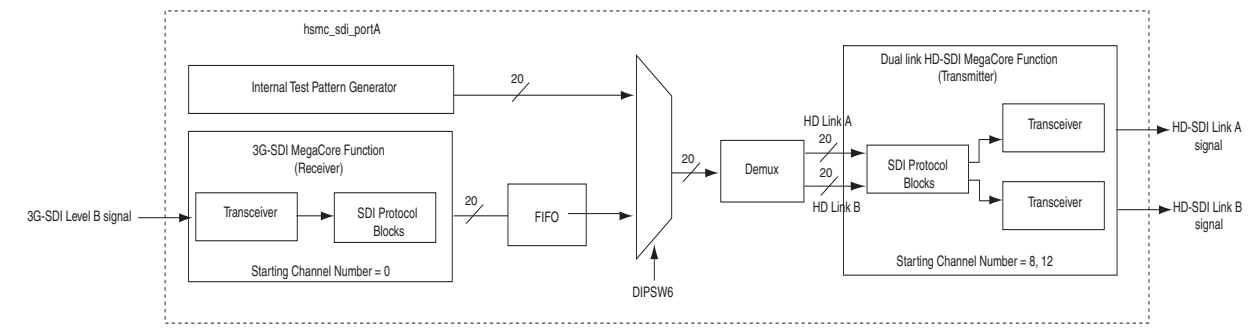 hsmc_sdi_portA
Internal Test Pattern Generator
20
3G-SDI MegaCore Function
(Receiver)
3G-SDI Level B signal
Transceiver
SDI Protocol
Blocks
Starting Channel Number = 0
20
FIFO
DIPSW6
20
Demux
HD Link A
20
20
HD Link B
Dual link HD-SDI MegaCore Function
(Transmitter)
SDI Protocol
Blocks
Transceiver
Transceiver
Starting Channel Number = 8, 12
HD-SDI Link A
signal
HD-SDI Link B
signal